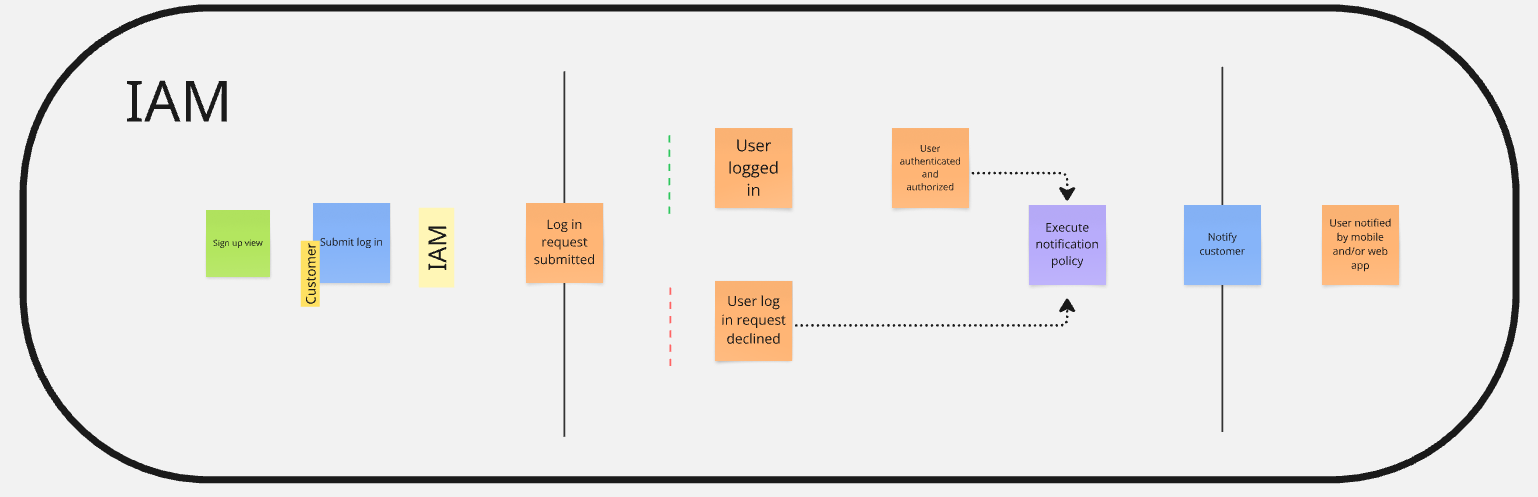 IAM
Sign up view
Submit log in
Customer
IAM
Log in
request
submitted
User
logged
in
User log
in request
declined
User
authenticated
and
authorized
Execute
notification
policy
Notify
customer
User notified
by mobile
and/or web
app